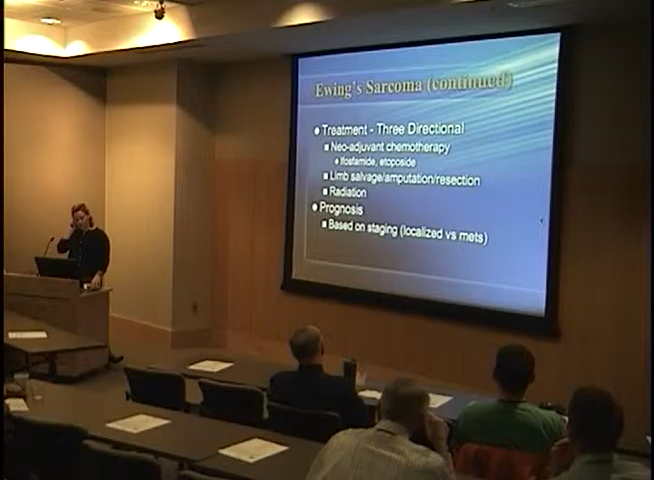 Ewing's Sarcoma (continued)
Treatment - Three Directional
Neo-adjuvant chemotherapy
Ifosfamide, etoposide
Limb salvage/amputation/resection
Radiation
Prognosis
Based on staging (localized vs mets)